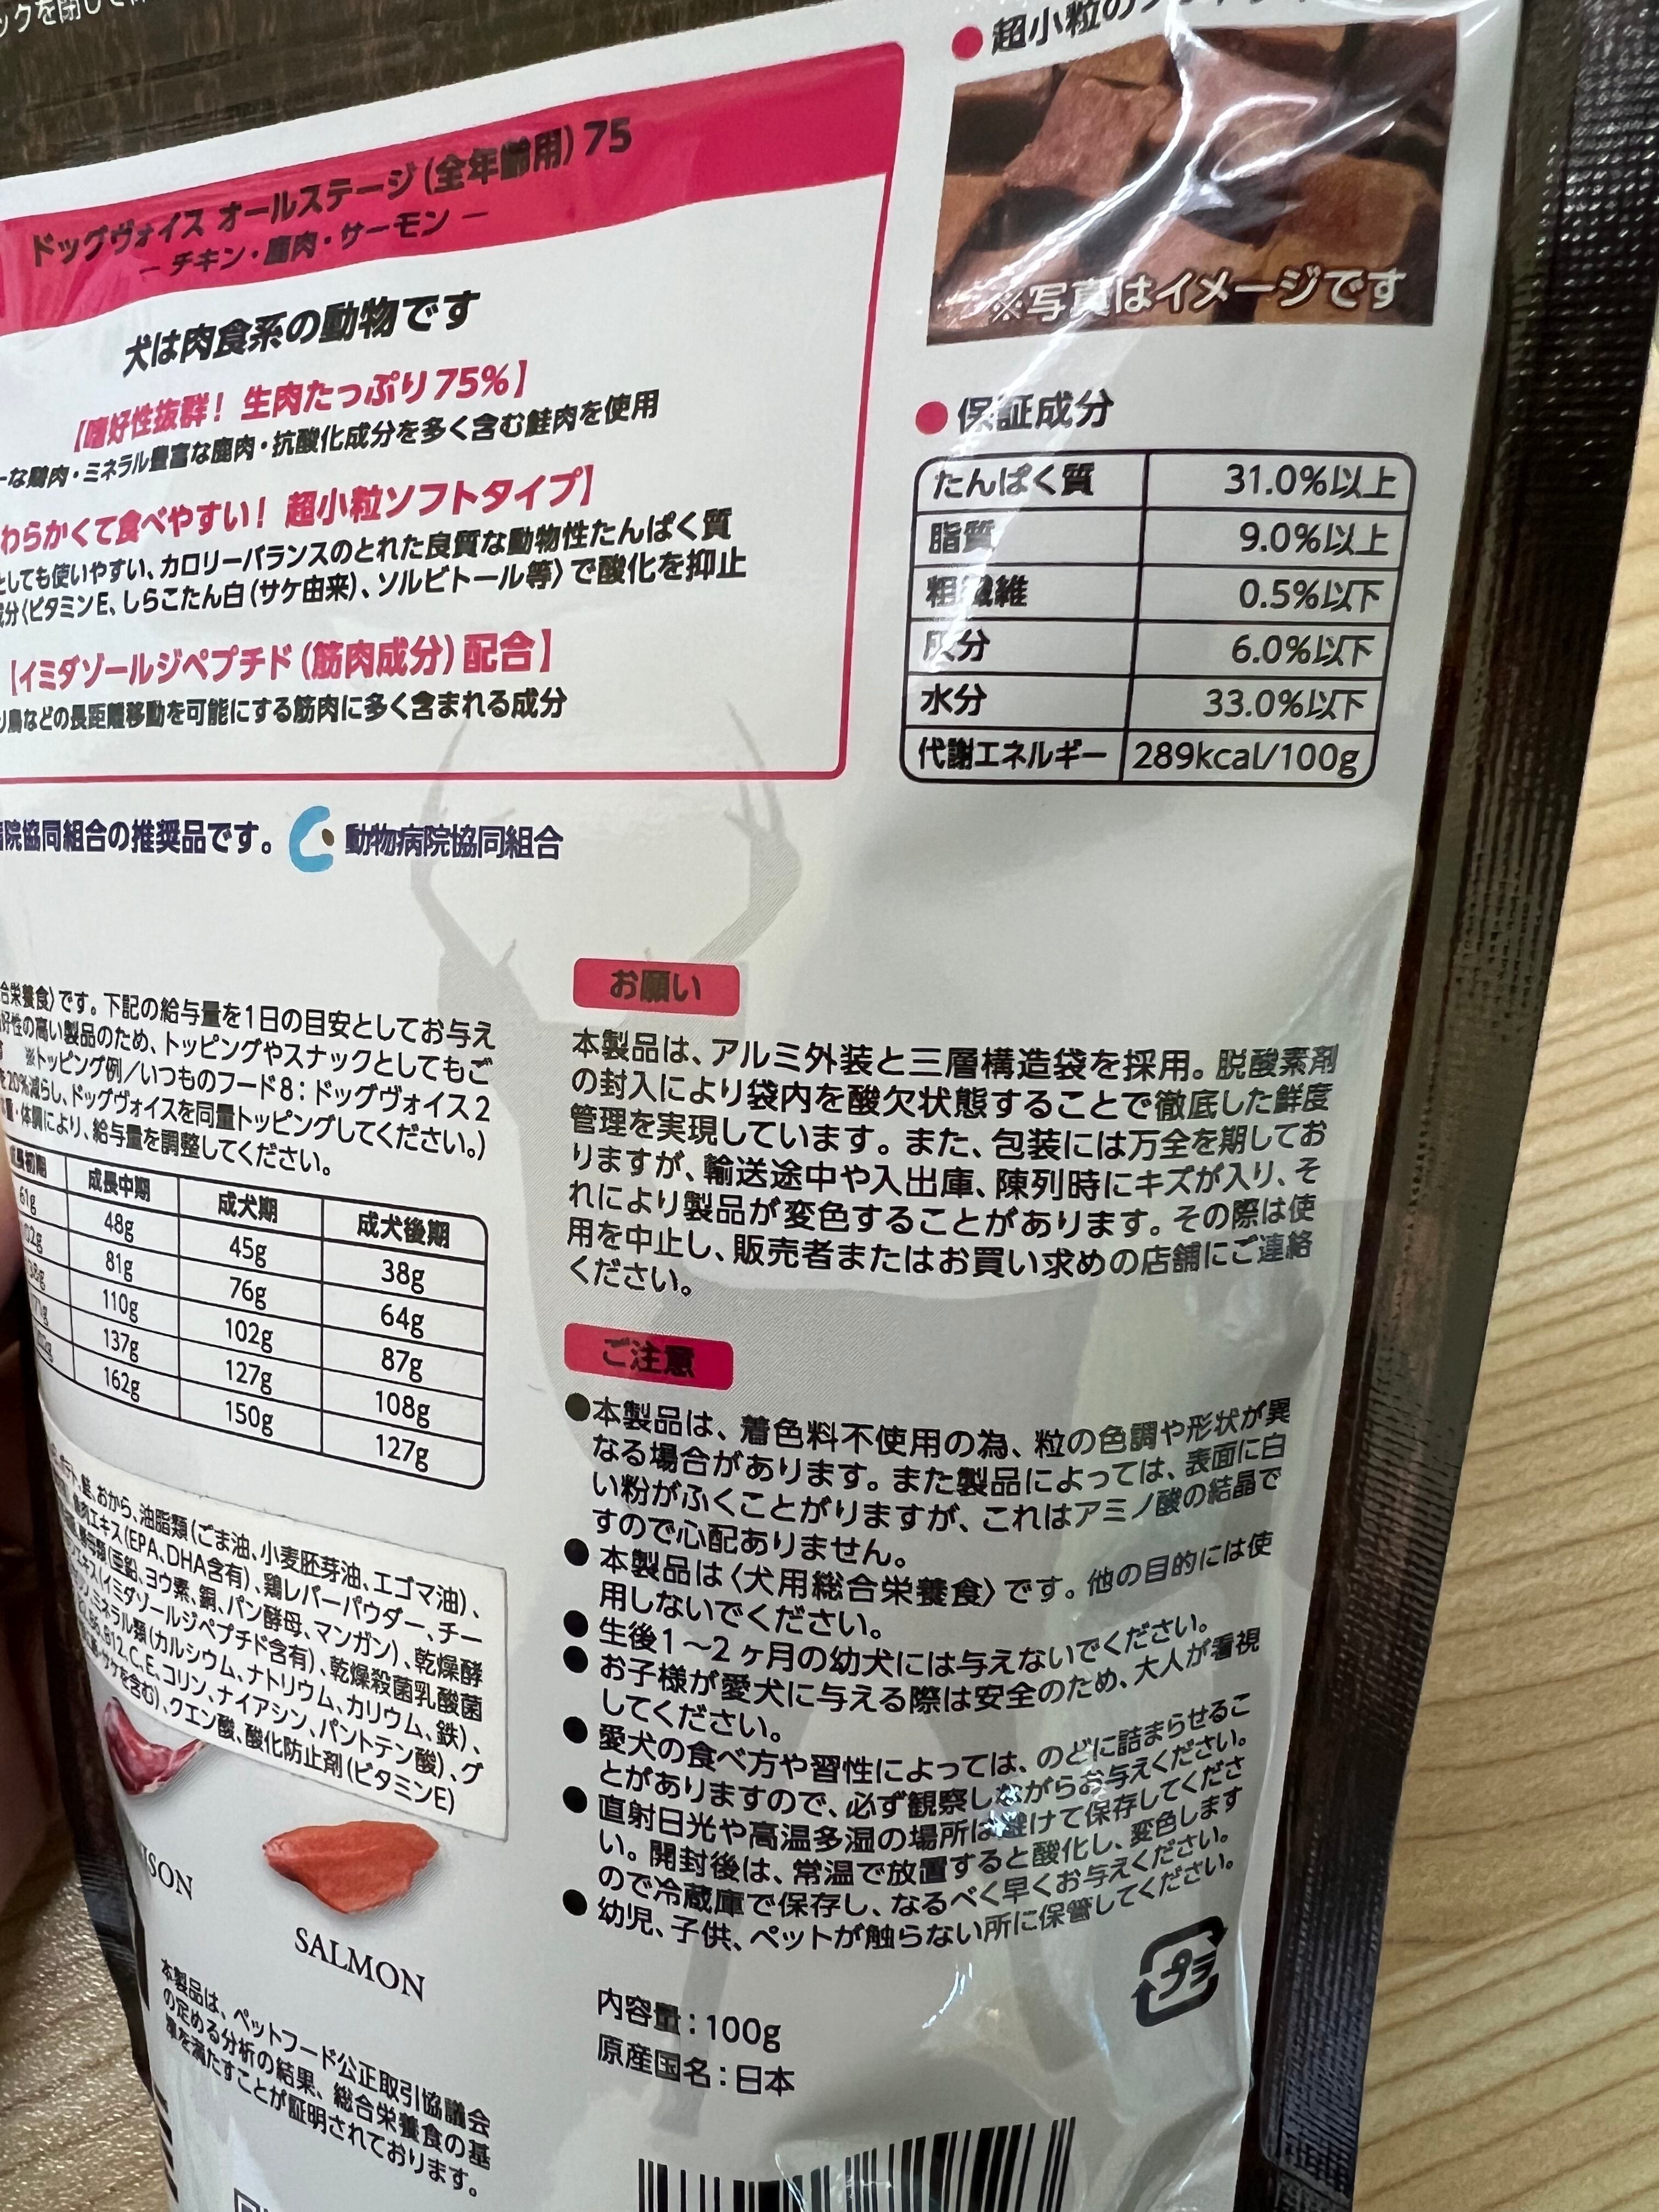 ドッグヴォイス オールステージ(全年齢用)75
ー チキン・鹿肉・サーモン ー
犬は肉食系の動物です
【嗜好性抜群! 生肉たっぷり75%】
ーな鶏肉・ミネラル豊富な鹿肉・抗酸化成分を多く含む鮭肉を使用
わらかくて食べやすい! 超小粒ソフトタイプ】
としても使いやすい、カロリーバランスのとれた良質な動物性たんぱく質
成分〈ビタミンE、しらこたん白(サケ由来)、ソルビトール等〉で酸化を抑止
【イミダゾールジペプチド(筋肉成分)配合】
り鳥などの長距離移動を可能にする筋肉に多く含まれる成分
院協同組合の推奨品です。 動物病院協同組合
●超小粒の
※写真はイメージです
●保証成分
たんぱく質 31.0%以上
脂質 9.0%以上
粗繊維 0.5%以下
灰分 6.0%以下
水分 33.0%以下
代謝エネルギー 289kcal/100g
合栄養食〉です。下記の給与量を1日の目安としてお与え
好性の高い製品のため、トッピングやスナックとしてもご
※トッピング例/いつものフード8:ドッグヴォイス2
を20%減らし、ドッグヴォイスを同量トッピングしてください。)
量・体調により、給与量を調整してください。
成長初期 成長中期 成犬期 成犬後期
61g 48g 45g 38g
81g 76g 64g
110g 102g 87g
137g 127g 108g
162g 150g 127g
鮭、おから、油脂類(ごま油、小麦胚芽油、エゴマ油)、
エキス(EPA、DHA含有)、鶏レバーパウダー、チー
(亜鉛、ヨウ素、銅、パン酵母、マンガン)、乾燥酵
エキス(イミダゾールジペプチド含有)、乾燥殺菌乳酸菌
ミネラル類(カルシウム、ナトリウム、カリウム、鉄)、
B6、B12、C、E、コリン、ナイアシン、パントテン酸)、グ
サケを含む)、クエン酸、酸化防止剤(ビタミンE)
SON
SALMON
本製品は、ペットフード公正取引協議会
の定める分析の結果、総合栄養食の基
準を満たすことが証明されております。
お願い
本製品は、アルミ外装と三層構造袋を採用。脱酸素剤
の封入により袋内を酸欠状態することで徹底した鮮度
管理を実現しています。また、包装には万全を期してお
りますが、輸送途中や入出庫、陳列時にキズが入り、そ
れにより製品が変色することがあります。その際は使
用を中止し、販売者またはお買い求めの店舗にご連絡
ください。
ご注意
●本製品は、着色料不使用の為、粒の色調や形状が異
なる場合があります。また製品によっては、表面に白
い粉がふくことがりますが、これはアミノ酸の結晶で
すので心配ありません。
●本製品は〈犬用総合栄養食〉です。他の目的には使
用しないでください。
●生後1〜2ヶ月の幼犬には与えないでください。
●お子様が愛犬に与える際は安全のため、大人が看視
してください。
●愛犬の食べ方や習性によっては、のどに詰まらせるこ
とがありますので、必ず観察しながらお与えください。
●直射日光や高温多湿の場所は避けて保存してくださ
い。開封後は、常温で放置すると酸化し、変色します
ので冷蔵庫で保存し、なるべく早くお与えください。
●幼児、子供、ペットが触らない所に保管してください。
プラ
内容量:100g
原産国名:日本